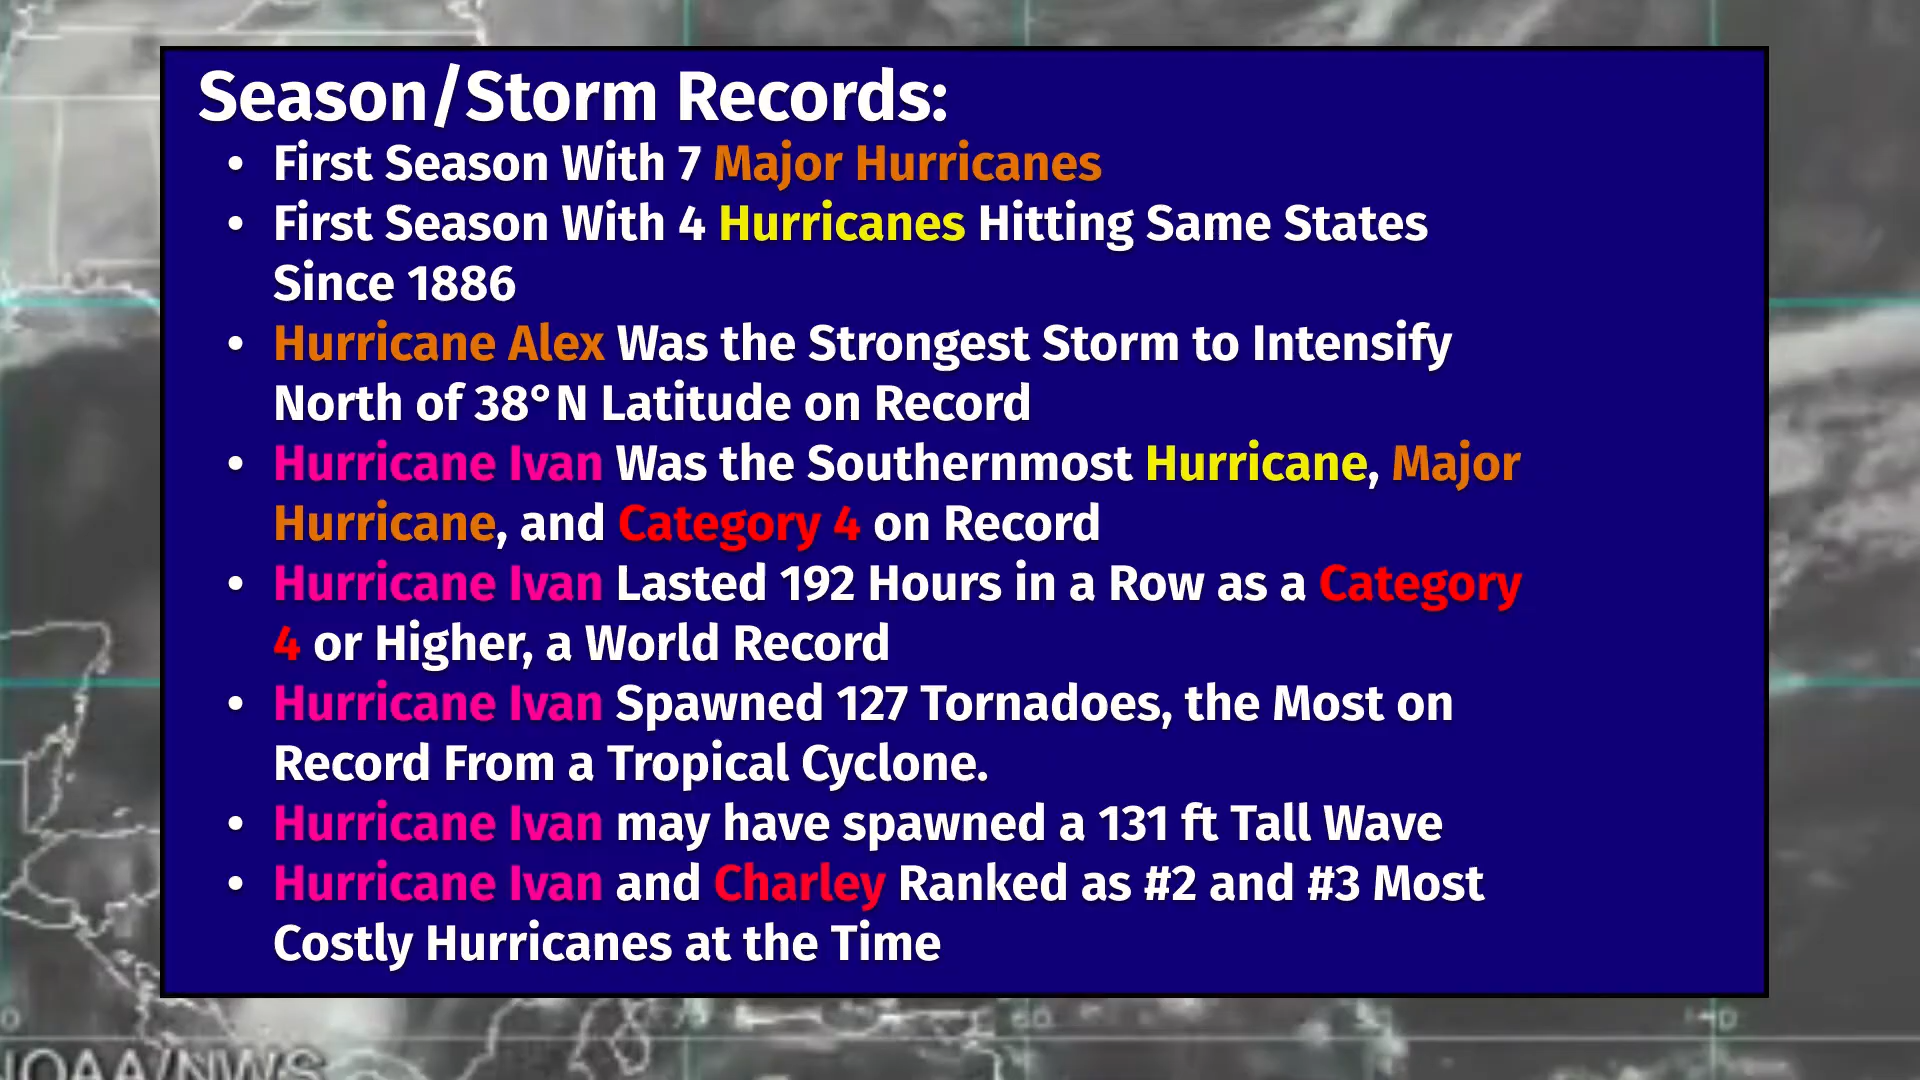 Season/Storm Records:
• First Season With 7 Major Hurricanes
• First Season With 4 Hurricanes Hitting Same States
Since 1886
• Hurricane Alex Was the Strongest Storm to Intensify
North of 38°N Latitude on Record
• Hurricane Ivan Was the Southernmost Hurricane, Major
Hurricane, and Category 4 on Record
• Hurricane Ivan Lasted 192 Hours in a Row as a Category
4 or Higher, a World Record
• Hurricane Ivan Spawned 127 Tornadoes, the Most on
Record From a Tropical Cyclone.
• Hurricane Ivan may have spawned a 131 ft Tall Wave
• Hurricane Ivan and Charley Ranked as #2 and #3 Most
Costly Hurricanes at the Time
60
NOAA/NWS